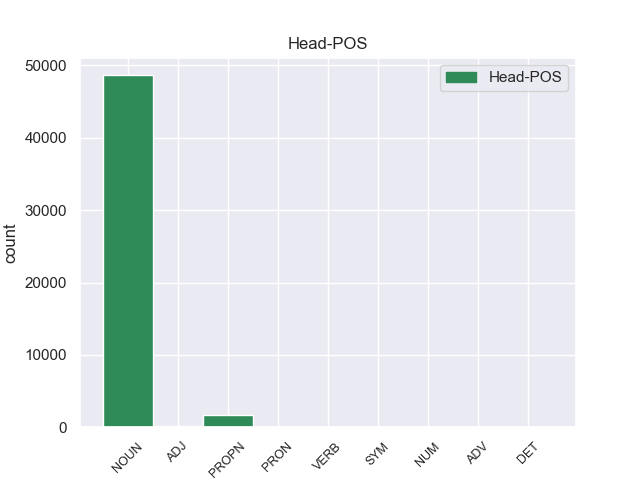 Head-POS
Head-POS
50000
40000
30000
20000
10000
0
count
NOUN
ADJ
PROPN
PRON
VERB
SYM
NUM
ADV
DET